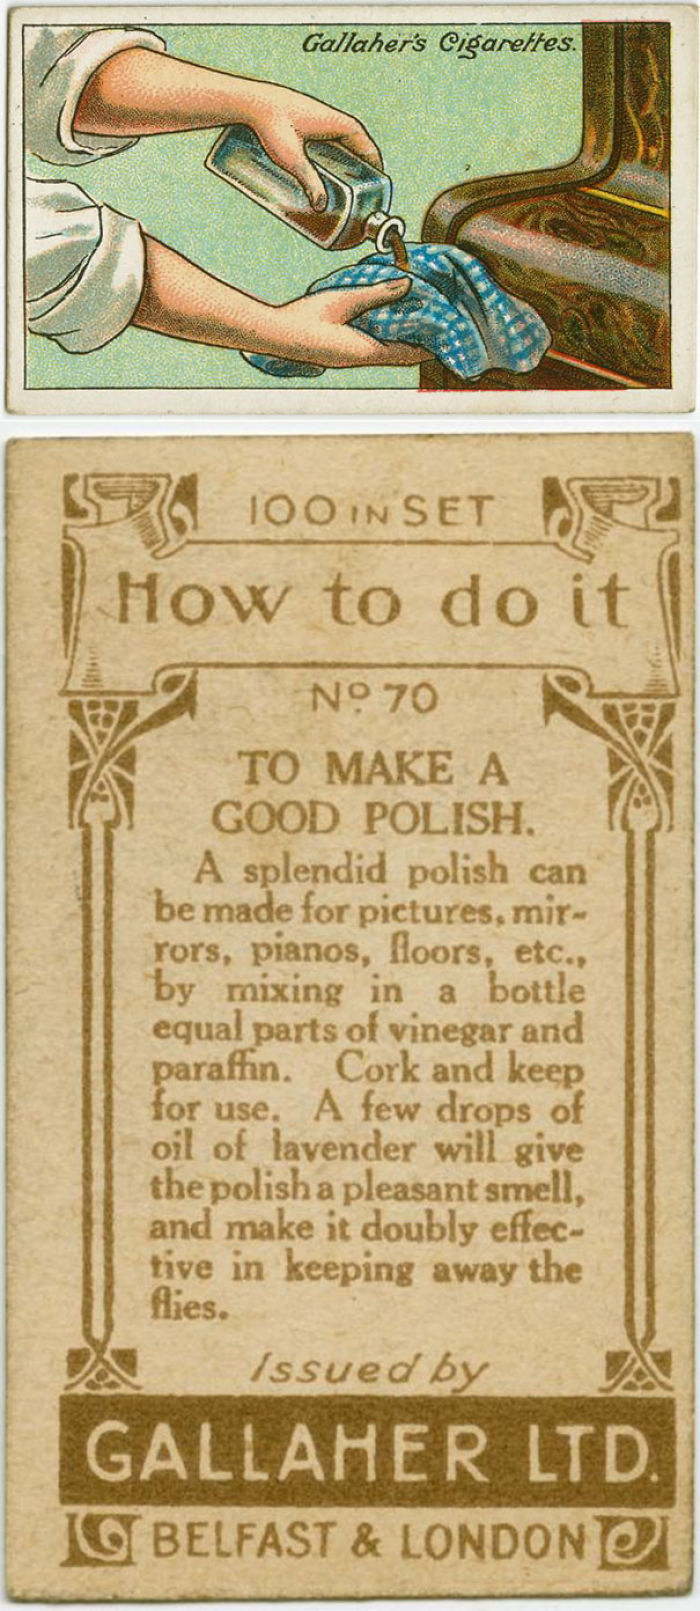 Gallaher's Cigarettes.
100 IN SET
How to do it
Nº 70
TO MAKE A
GOOD POLISH.
A splendid polish can
be made for pictures, mir-
rors, pianos, floors, etc.,
by mixing in a bottle
equal parts of vinegar and
paraffin. Cork and keep
for use. A few drops of
oil of lavender will give
the polish a pleasant smell,
and make it doubly effec-
tive in keeping away the
flies.
Issued by
GALLAHER LTD.
BELFAST & LONDON